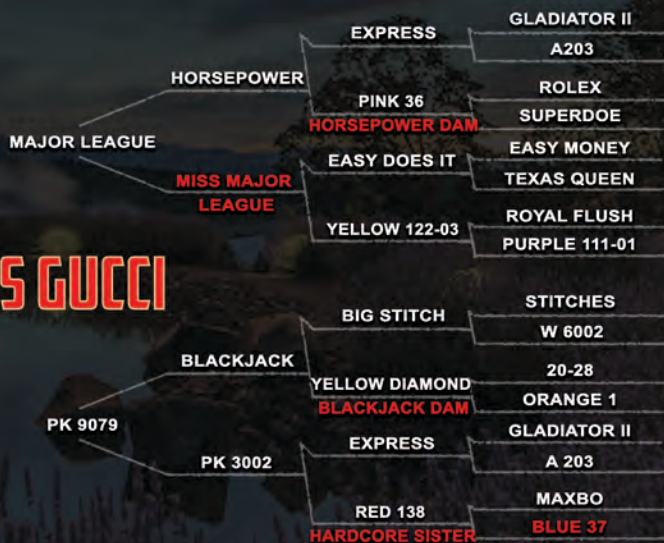 GLADIATOR II
EXPRESS
A203
HORSEPOWER
ROLEX
PINK 36
HORSEPOWER DAM
SUPERDOE
MAJOR LEAGUE
EASY MONEY
EASY DOES IT
TEXAS QUEEN
MISS MAJOR
LEAGUE
ROYAL FLUSH
YELLOW 122-03
PURPLE 111-01
S GUCCI
STITCHES
BIG STITCH
W 6002
BLACKJACK
20-28
YELLOW DIAMOND
BLACKJACK DAM
ORANGE 1
PK 9079
GLADIATOR II
EXPRESS
A 203
PK 3002
MAXBO
RED 138
HARDCORE SISTER
BLUE 37